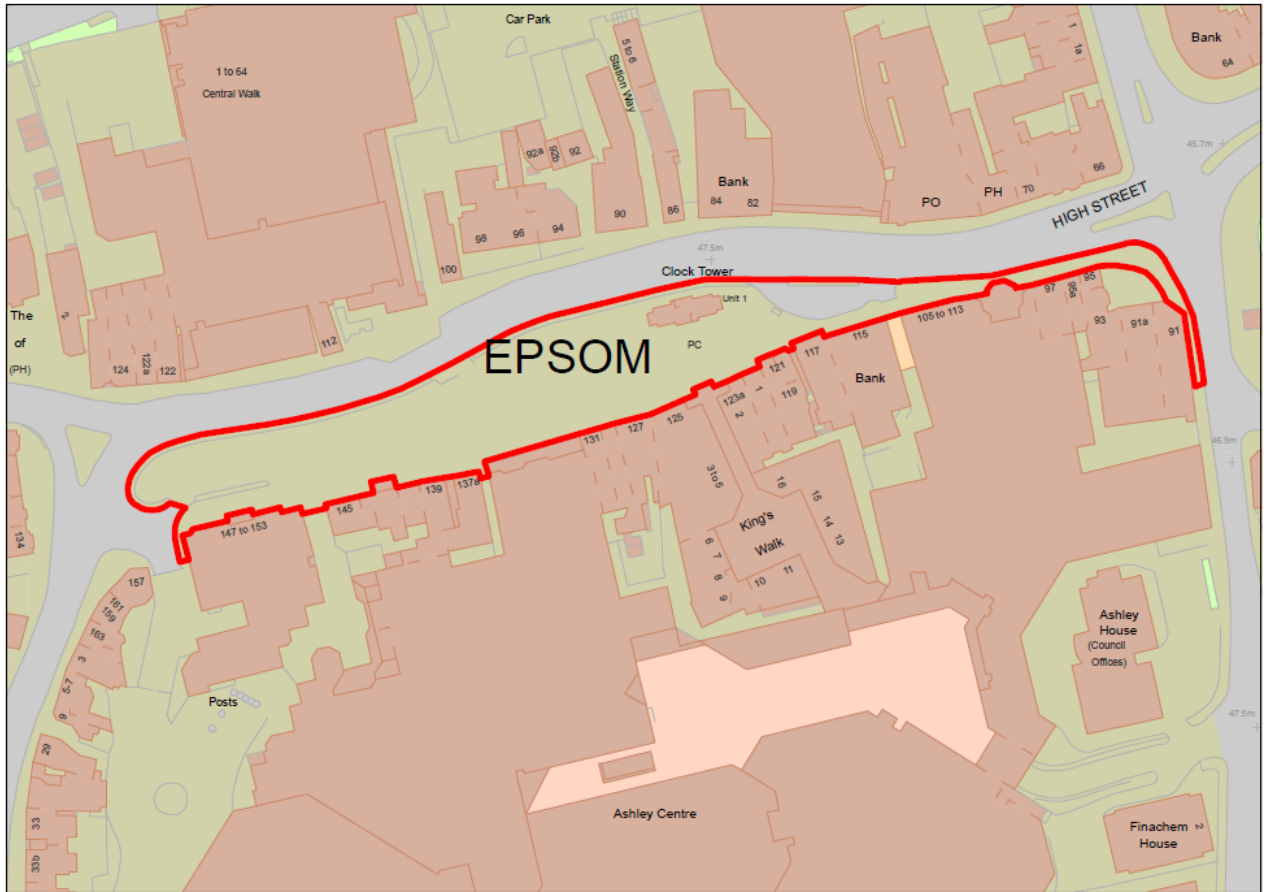 Car Park
1 to 64
Central Walk
5 to 6
Station Way
1
1a
Bank
64
92a
92b
92
Bank
84
82
86
90
94
96
98
100
PO
PH
70
66
45.7m
HIGH STREET
47.5m
Clock Tower
Unit 1
The
of
(PH)
2
124
122a
122
112
EPSOM
PC
105 to 113
97
95a
95
93
91a
91
115
117
Bank
121
119
1
123a
2
125
127
131
137a
139
145
147 to 153
46.9m
134
3 to 5
16
15
14
13
King's
Walk
6
7
8
9
10
11
157
161
159
163
3
5-7
9
29
33
33b
Posts
Ashley
House
(Council
Offices)
47.5m
Ashley Centre
Finachem
House
2